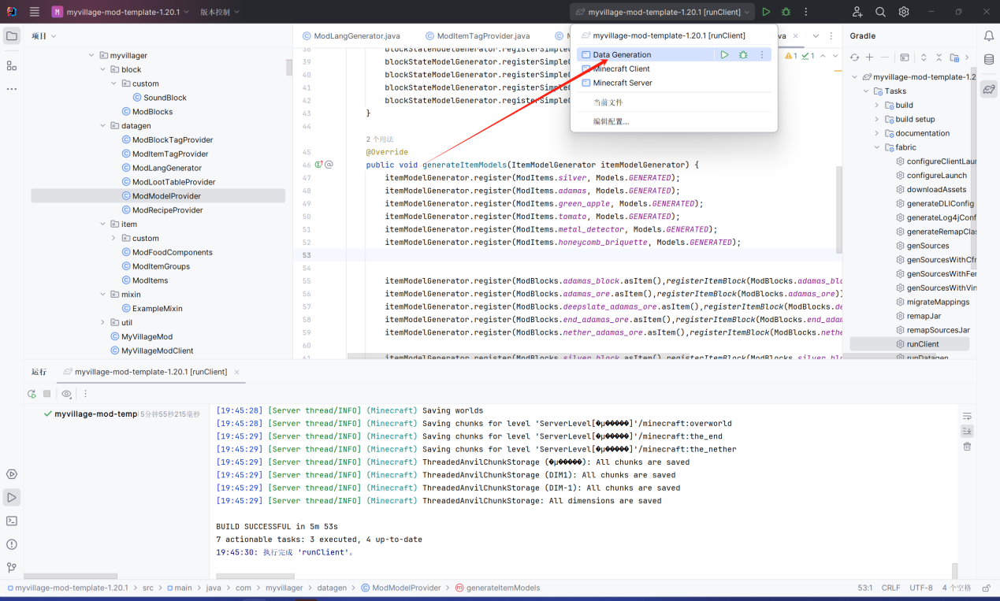 M myvillage-mod-template-1.20.1 版本控制 myvillage-mod-template-1.20.1 [runClient]
项目
myvillager
block
custom
SoundBlock
ModBlocks
datagen
ModBlockTagProvider
ModItemTagProvider
ModLangGenerator
ModLootTableProvider
ModModelProvider
ModRecipeProvider
item
custom
ModFoodComponents
ModItemGroups
ModItems
mixin
ExampleMixin
util
MyVillageMod
MyVillageModClient
ModLangGenerator.java ModItemTagProvider.java
myvillage-mod-template-1.20.1 [runClient]
Data Generation
Minecraft Client
Minecraft Server
当前文件
编辑配置...
1 1
38 blockStateModelGenerator.registerSimpleC
39 blockStateModelGenerator.registerSimpleC
40 blockStateModelGenerator.registerSimpleC
41 blockStateModelGenerator.registerSimpleC
42 blockStateModelGenerator.registerSimpleC
43 }
44
2 个用法
45 @Override
46 public void generateItemModels(ItemModelGenerator itemModelGenerator) {
47 itemModelGenerator.register(ModItems.silver, Models.GENERATED);
48 itemModelGenerator.register(ModItems.adamas, Models.GENERATED);
49 itemModelGenerator.register(ModItems.green_apple, Models.GENERATED);
50 itemModelGenerator.register(ModItems.tomato, Models.GENERATED);
51 itemModelGenerator.register(ModItems.metal_detector, Models.GENERATED);
52 itemModelGenerator.register(ModItems.honeycomb_briquette, Models.GENERATED);
53
54
55 itemModelGenerator.register(ModBlocks.adamas_block.asItem(),registerItemBlock(ModBlocks.adamas_blo
56 itemModelGenerator.register(ModBlocks.adamas_ore.asItem(),registerItemBlock(ModBlocks.adamas_ore))
57 itemModelGenerator.register(ModBlocks.deepslate_adamas_ore.asItem(),registerItemBlock(ModBlocks.de
58 itemModelGenerator.register(ModBlocks.end_adamas_ore.asItem(),registerItemBlock(ModBlocks.end_adam
59 itemModelGenerator.register(ModBlocks.nether_adamas_ore.asItem(),registerItemBlock(ModBlocks.nethe
60
61 itemModelGenerator.register(ModBlocks.silver_block.asItem(),registerItemBlock(ModBlocks.silver_blo
Gradle
myvillage-mod-template-1.2
Tasks
build
build setup
documentation
fabric
configureClientLaun
configureLaunch
downloadAssets
generateDLIConfig
generateLog4jConf
generateRemapClas
genSources
genSourcesWithCfr
genSourcesWithFer
genSourcesWithVin
migrateMappings
remapJar
remapSourcesJar
runClient
runDatagen
运行 myvillage-mod-template-1.20.1 [runClient]
myvillage-mod-temp 5分钟55秒215毫秒
[19:45:28] [Server thread/INFO] (Minecraft) Saving worlds
[19:45:28] [Server thread/INFO] (Minecraft) Saving chunks for level 'ServerLevel[�µ�����]'/minecraft:overworld
[19:45:29] [Server thread/INFO] (Minecraft) Saving chunks for level 'ServerLevel[�µ�����]'/minecraft:the_end
[19:45:29] [Server thread/INFO] (Minecraft) Saving chunks for level 'ServerLevel[�µ�����]'/minecraft:the_nether
[19:45:29] [Server thread/INFO] (Minecraft) ThreadedAnvilChunkStorage (�µ�����): All chunks are saved
[19:45:29] [Server thread/INFO] (Minecraft) ThreadedAnvilChunkStorage (DIM1): All chunks are saved
[19:45:29] [Server thread/INFO] (Minecraft) ThreadedAnvilChunkStorage (DIM-1): All chunks are saved
[19:45:29] [Server thread/INFO] (Minecraft) ThreadedAnvilChunkStorage: All dimensions are saved
BUILD SUCCESSFUL in 5m 53s
7 actionable tasks: 3 executed, 4 up-to-date
19:45:30: 执行完成 'runClient'。
myvillage-mod-template-1.20.1 > src > main > java > com > myvillager > datagen > ModModelProvider > generateItemModels 53:1 CRLF UTF-8 4 个空格